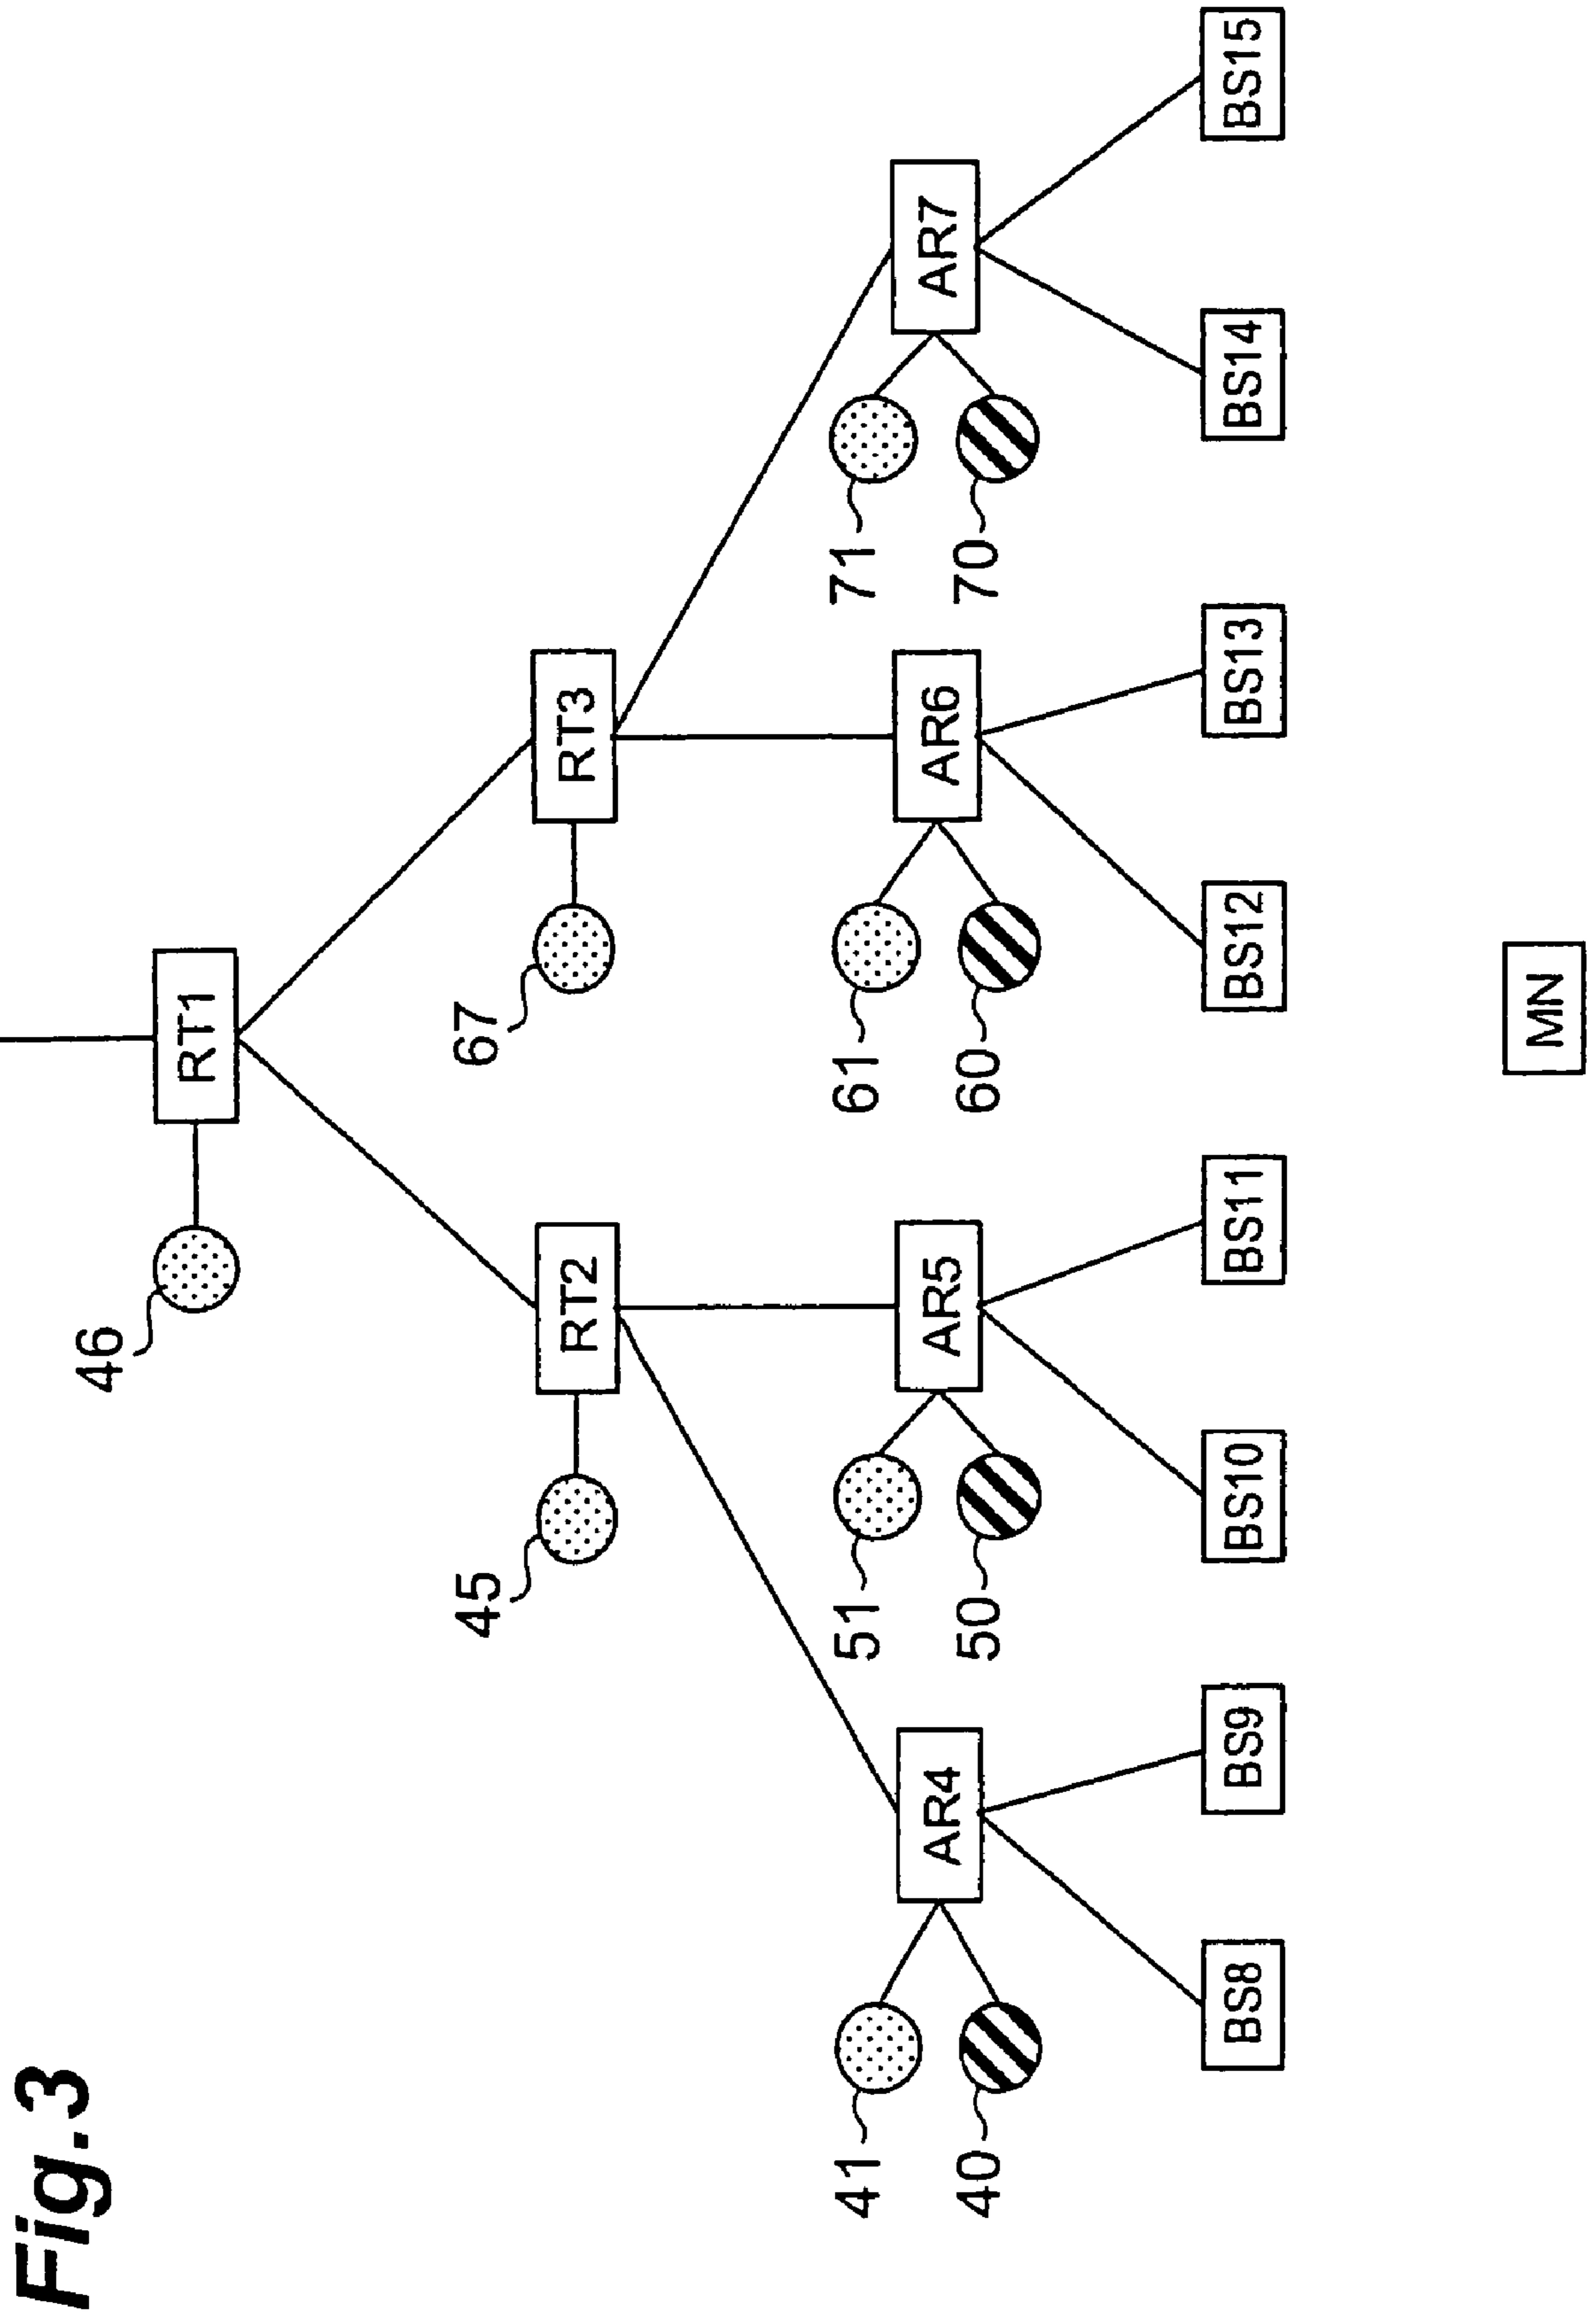 Fig.3
46
RT1
45
RT2
67
RT3
41
40
AR4
51
50
AR5
61
60
AR6
71
70
AR7
BS8
BS9
BS10
BS11
BS12
BS13
BS14
BS15
MN